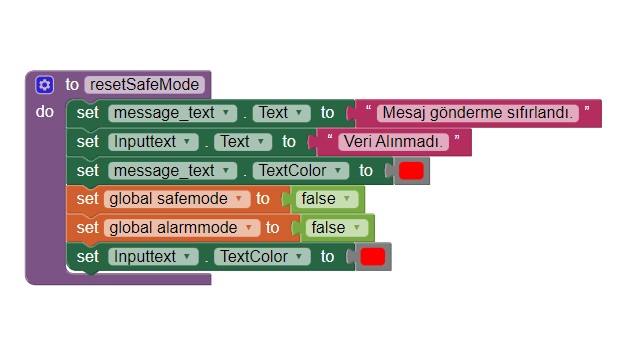 to resetSafeMode
do set message_text . Text to “ Mesaj gönderme sıfırlandı. ”
set Inputtext . Text to “ Veri Alınmadı. ”
set message_text . TextColor to
set global safemode to false
set global alarmmode to false
set Inputtext . TextColor to